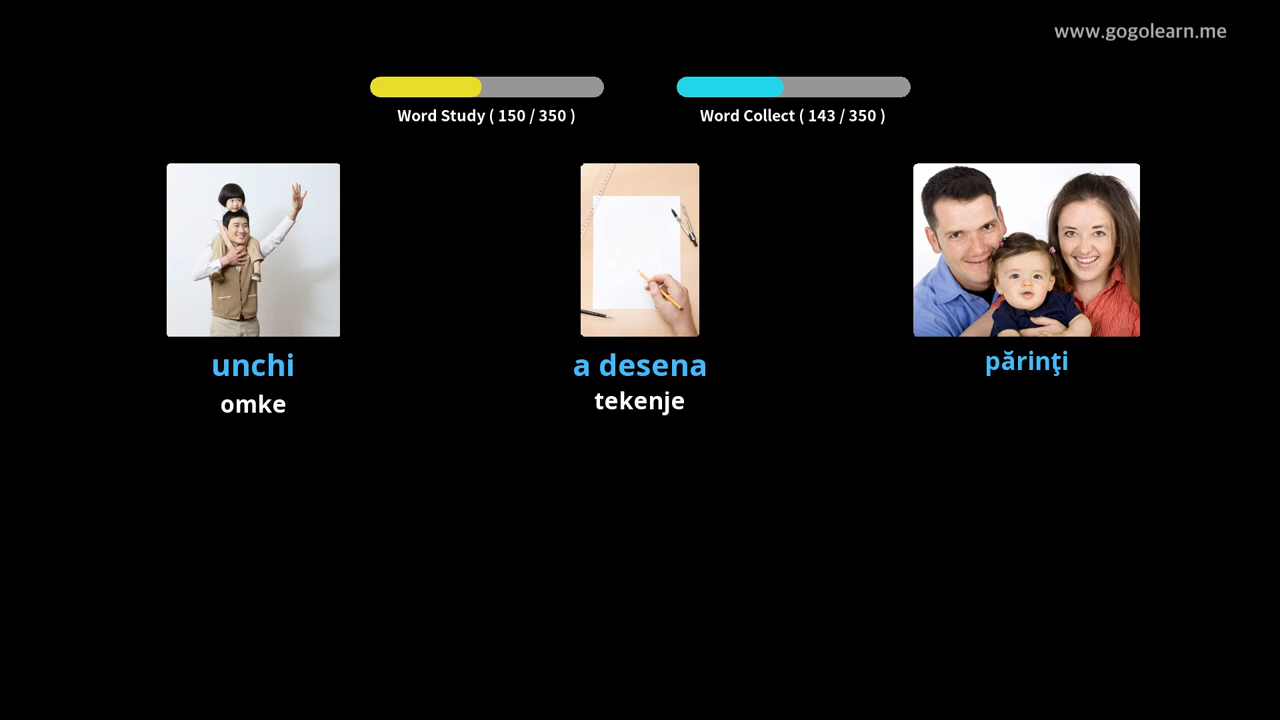 www.gogolearn.me
Word Study ( 150 / 350 )
Word Collect ( 143 / 350 )
unchi
omke
a desena
tekenje
părinţi